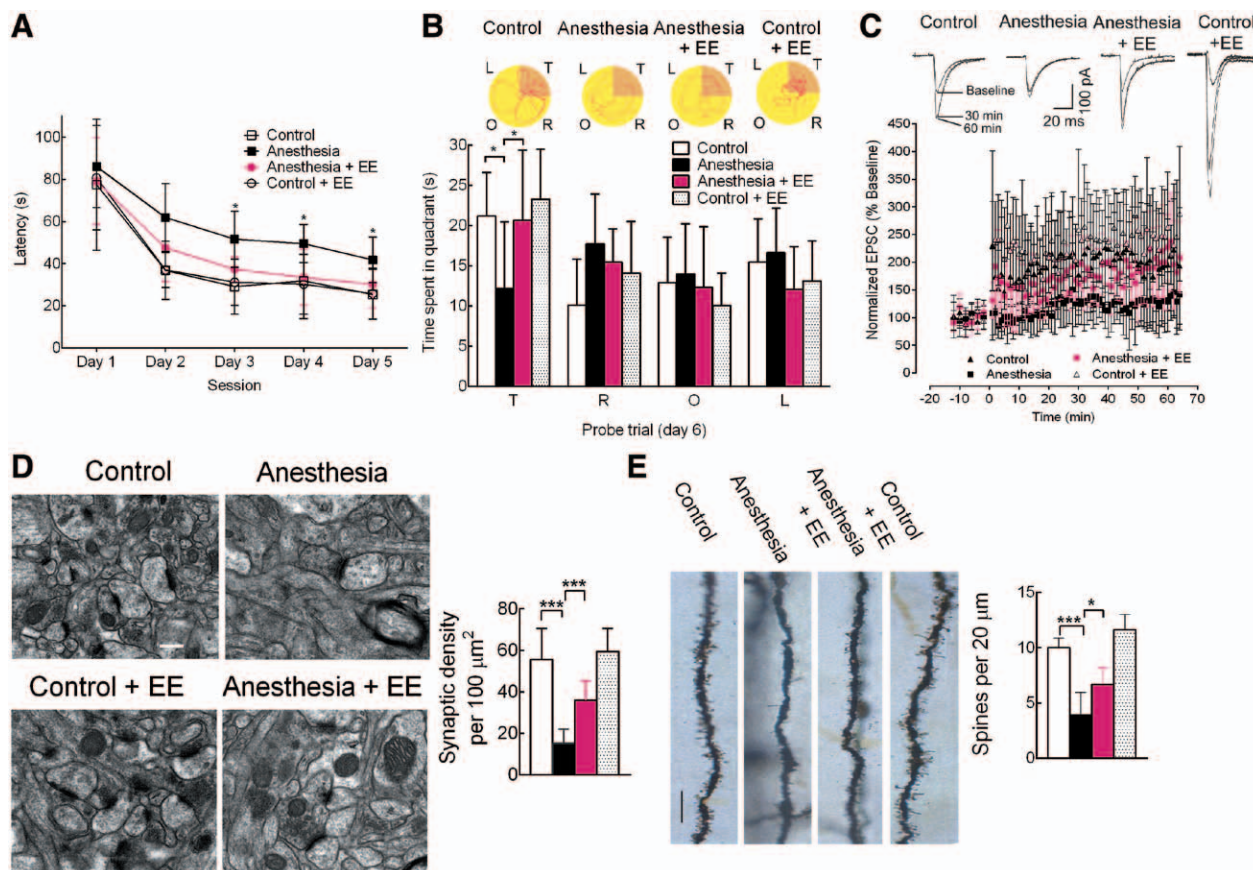 A
Control
Anesthesia
Anesthesia + EE
Control + EE
Latency (s)
100
80
60
40
20
0
*
*
*
Day 1 Day 2 Day 3 Day 4 Day 5
Session
B
Control Anesthesia Anesthesia + EE Control + EE
L T L T L T L T
O R O R O R O R
Time spent in quadrant (s)
30
25
20
15
10
5
0
* *
Control
Anesthesia
Anesthesia + EE
Control + EE
T R O L
Probe trial (day 6)
C
Control Anesthesia Anesthesia + EE Control +EE
Baseline
30 min
60 min
100 pA
20 ms
Normalized EPSC (% Baseline)
450
400
350
300
250
200
150
100
50
0
Control Anesthesia + EE
Anesthesia Control + EE
-20 -10 0 10 20 30 40 50 60 70
Time (min)
D
Control Anesthesia
Control + EE Anesthesia + EE
Synaptic density
per 100 μm²
80
60
40
20
0
*** ***
E
Control
Anesthesia
Anesthesia + EE
Control + EE
Spines per 20 μm
15
10
5
0
*** *